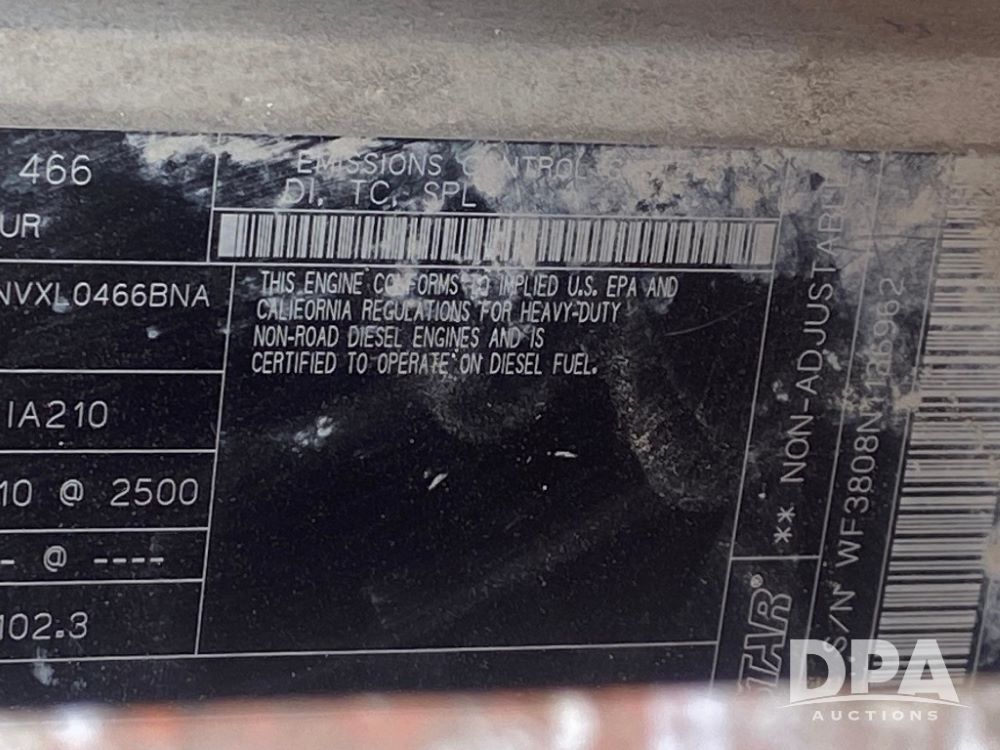 466
UR
NVXL0466BNA
IA210
10 @ 2500
- @ ----
102.3
EMISSIONS CONTROL
DI, TC, SPL
THIS ENGINE CONFORMS TO IMPLIED U.S. EPA AND
CALIFORNIA REGULATIONS FOR HEAVY-DUTY
NON-ROAD DIESEL ENGINES AND IS
CERTIFIED TO OPERATE ON DIESEL FUEL.
** NON-ADJUSTABLE
TAR®
S/N
DPA
AUCTIONS